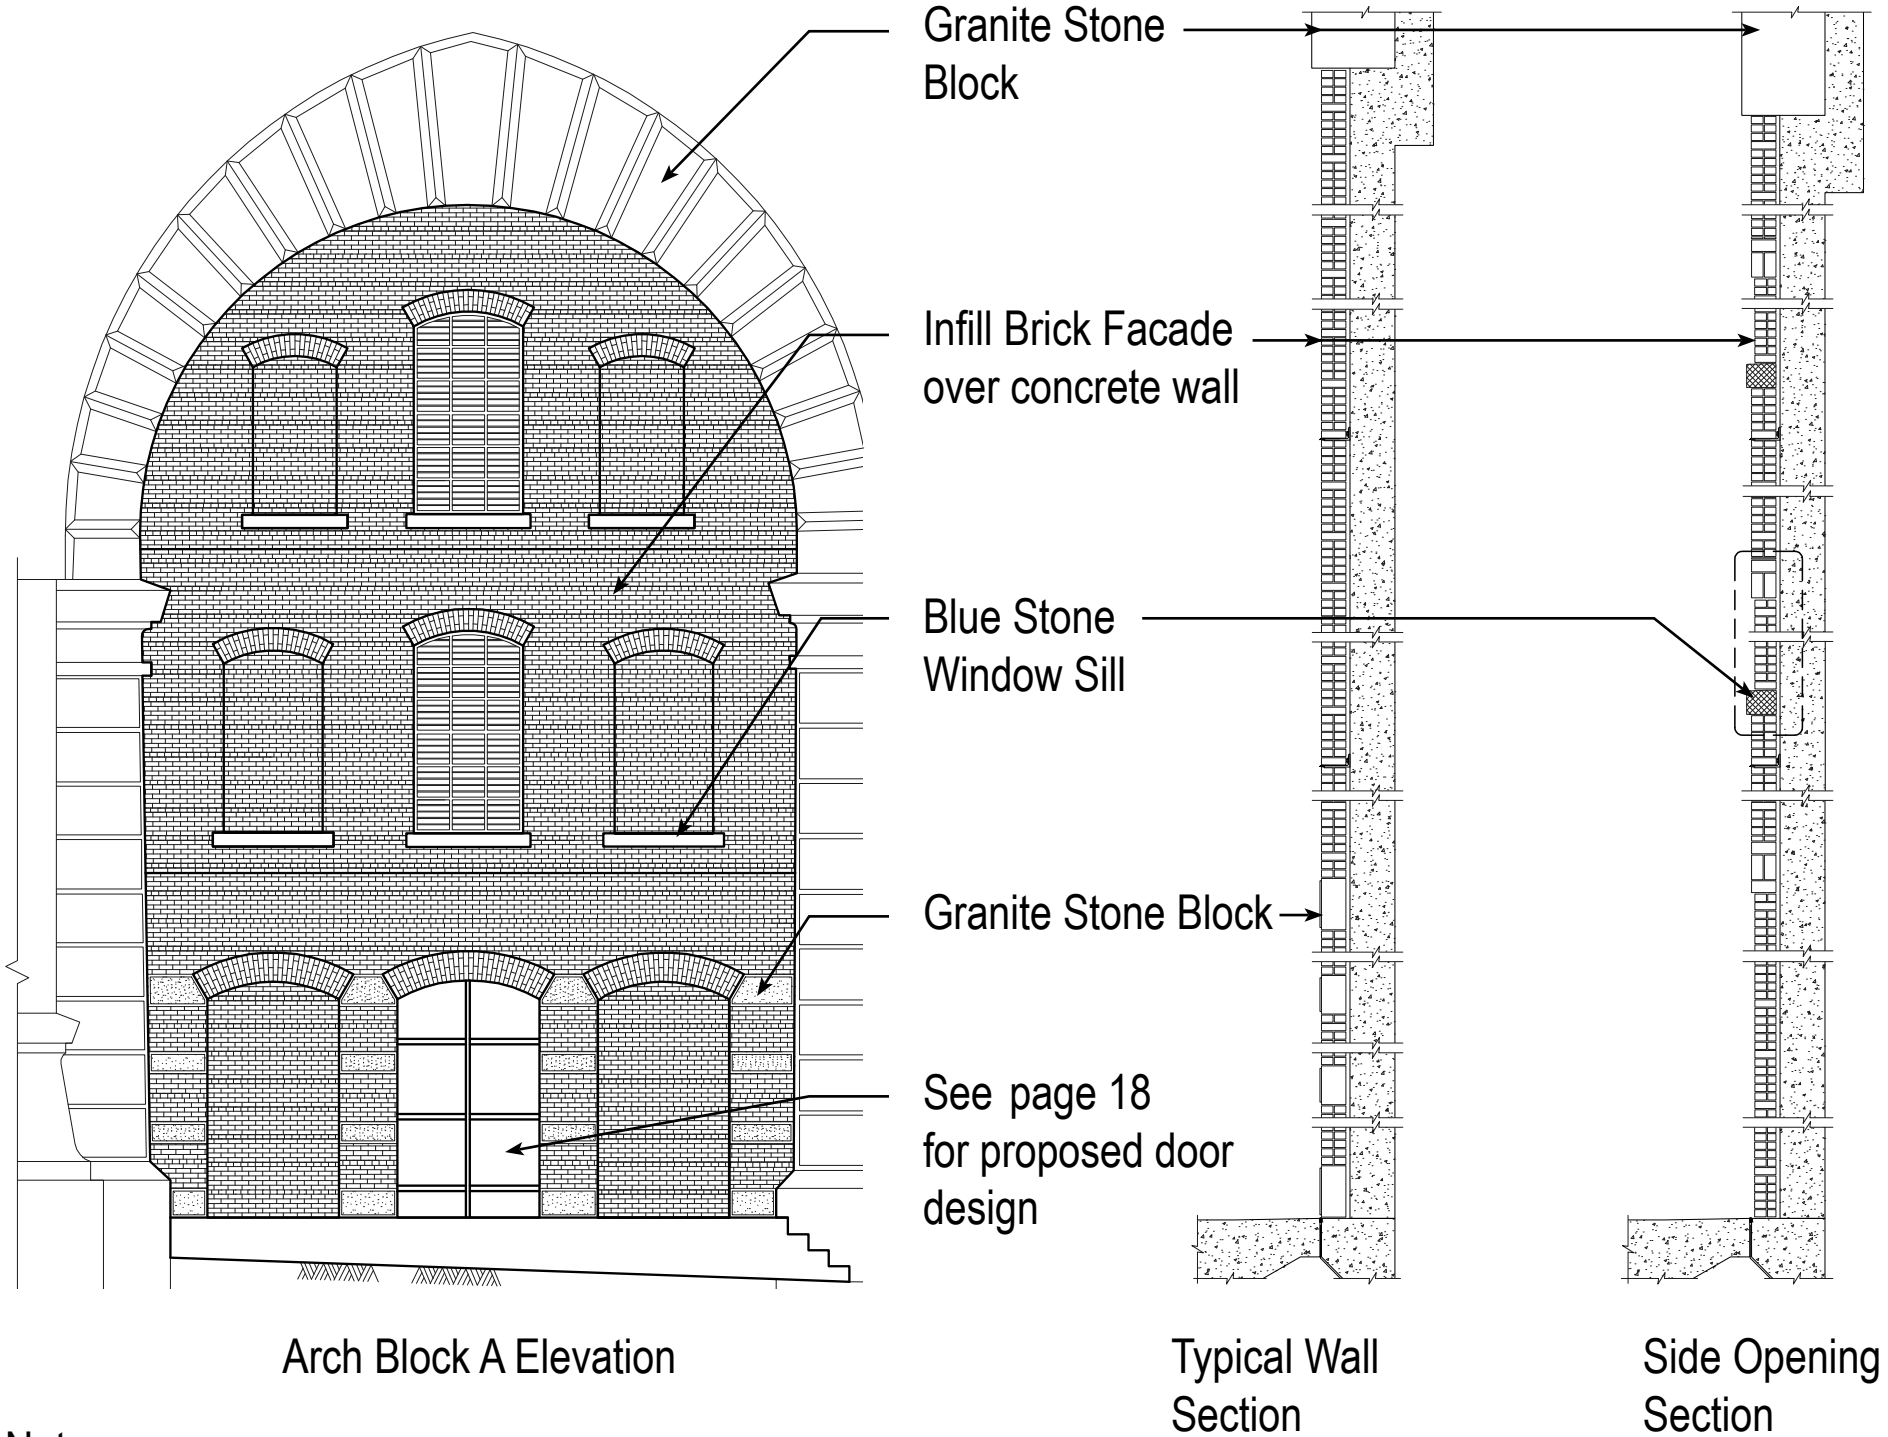 Granite Stone
Block
Infill Brick Facade
over concrete wall
Blue Stone
Window Sill
Granite Stone Block
See page 18
for proposed door
design
Arch Block A Elevation
Typical Wall
Section
Side Opening
Section